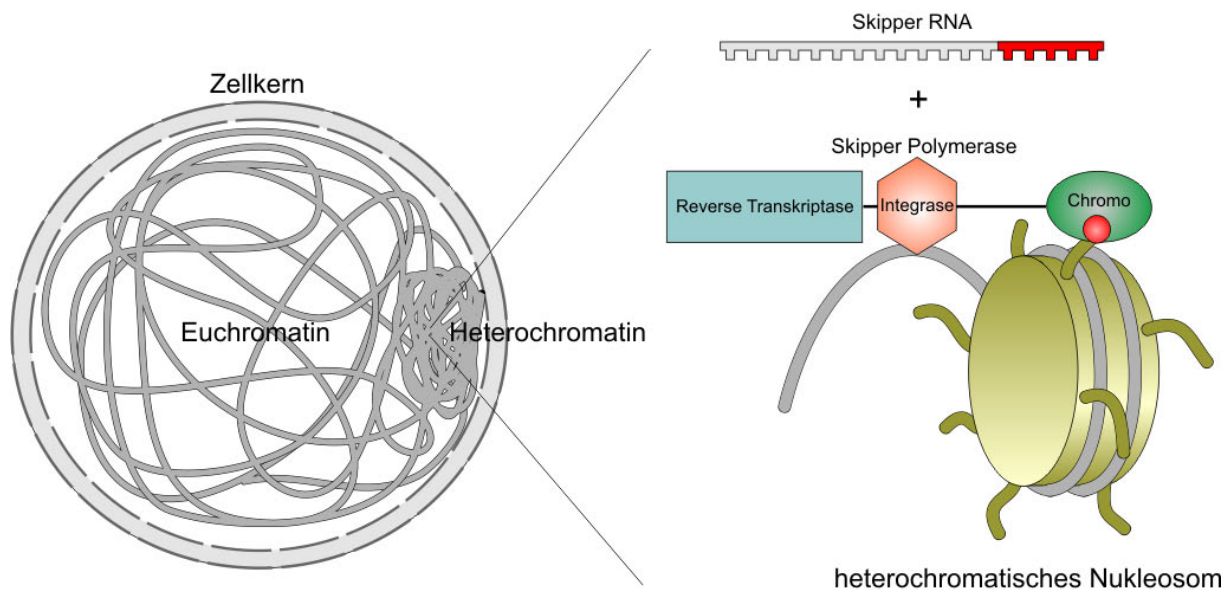 Zellkern
Euchromatin
Heterochromatin
Skipper RNA
+
Skipper Polymerase
Reverse Transkriptase
Integrase
Chromo
heterochromatisches Nukleosom